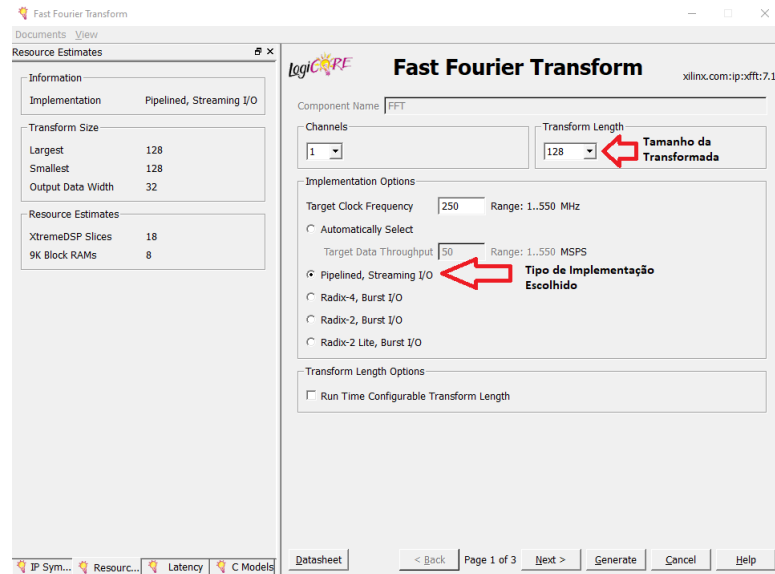 Fast Fourier Transform
Documents View
Resource Estimates
Information
Implementation Pipelined, Streaming I/O
Transform Size
Largest 128
Smallest 128
Output Data Width 32
Resource Estimates
XtremeDSP Slices 18
9K Block RAMs 8
IP Sym...
Resourc...
Latency
C Models
LogiCORE
Fast Fourier Transform
xilinx.com:ip:xfft:7.1
Component Name FFT
Channels
1
Transform Length
128
Tamanho da
Transformada
Implementation Options
Target Clock Frequency 250 Range: 1..550 MHz
Automatically Select
Target Data Throughput 50 Range: 1..550 MSPS
Pipelined, Streaming I/O
Tipo de Implementação
Escolhido
Radix-4, Burst I/O
Radix-2, Burst I/O
Radix-2 Lite, Burst I/O
Transform Length Options
Run Time Configurable Transform Length
Datasheet < Back Page 1 of 3 Next > Generate Cancel Help